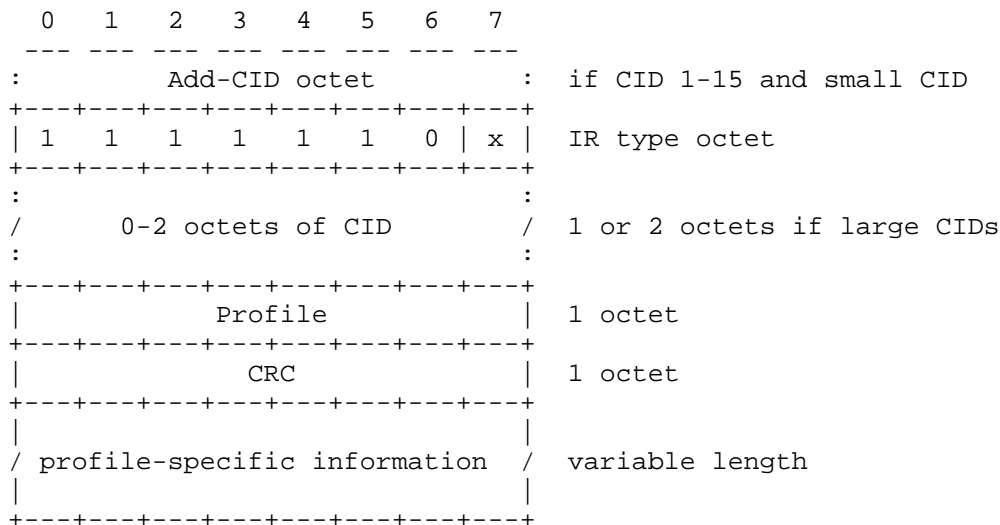 0   1   2   3   4   5   6   7
 --- --- --- --- --- --- --- ---
:         Add-CID octet         :  if CID 1-15 and small CID
+---+---+---+---+---+---+---+---+
| 1   1   1   1   1   1   0 | x |  IR type octet
+---+---+---+---+---+---+---+---+
:                               :
/      0-2 octets of CID        /  1 or 2 octets if large CIDs
:                               :
+---+---+---+---+---+---+---+---+
|            Profile            |  1 octet
+---+---+---+---+---+---+---+---+
|              CRC              |  1 octet
+---+---+---+---+---+---+---+---+
|                               |
/ profile-specific information  /  variable length
|                               |
+---+---+---+---+---+---+---+---+